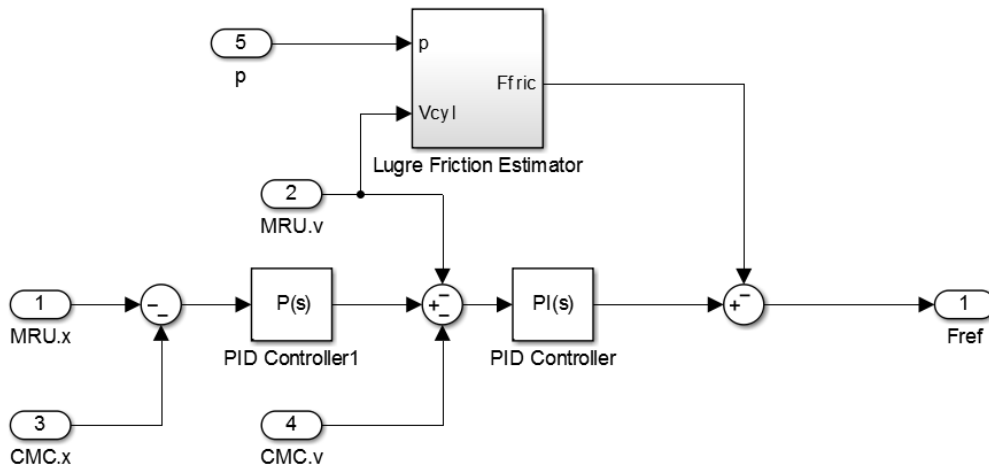 5
p
p
Ffric
Vcyl
Lugre Friction Estimator
2
MRU.v
1
MRU.x
− −
P(s)
PID Controller1
+ − −
PI(s)
PID Controller
+ −
1
Fref
3
CMC.x
4
CMC.v